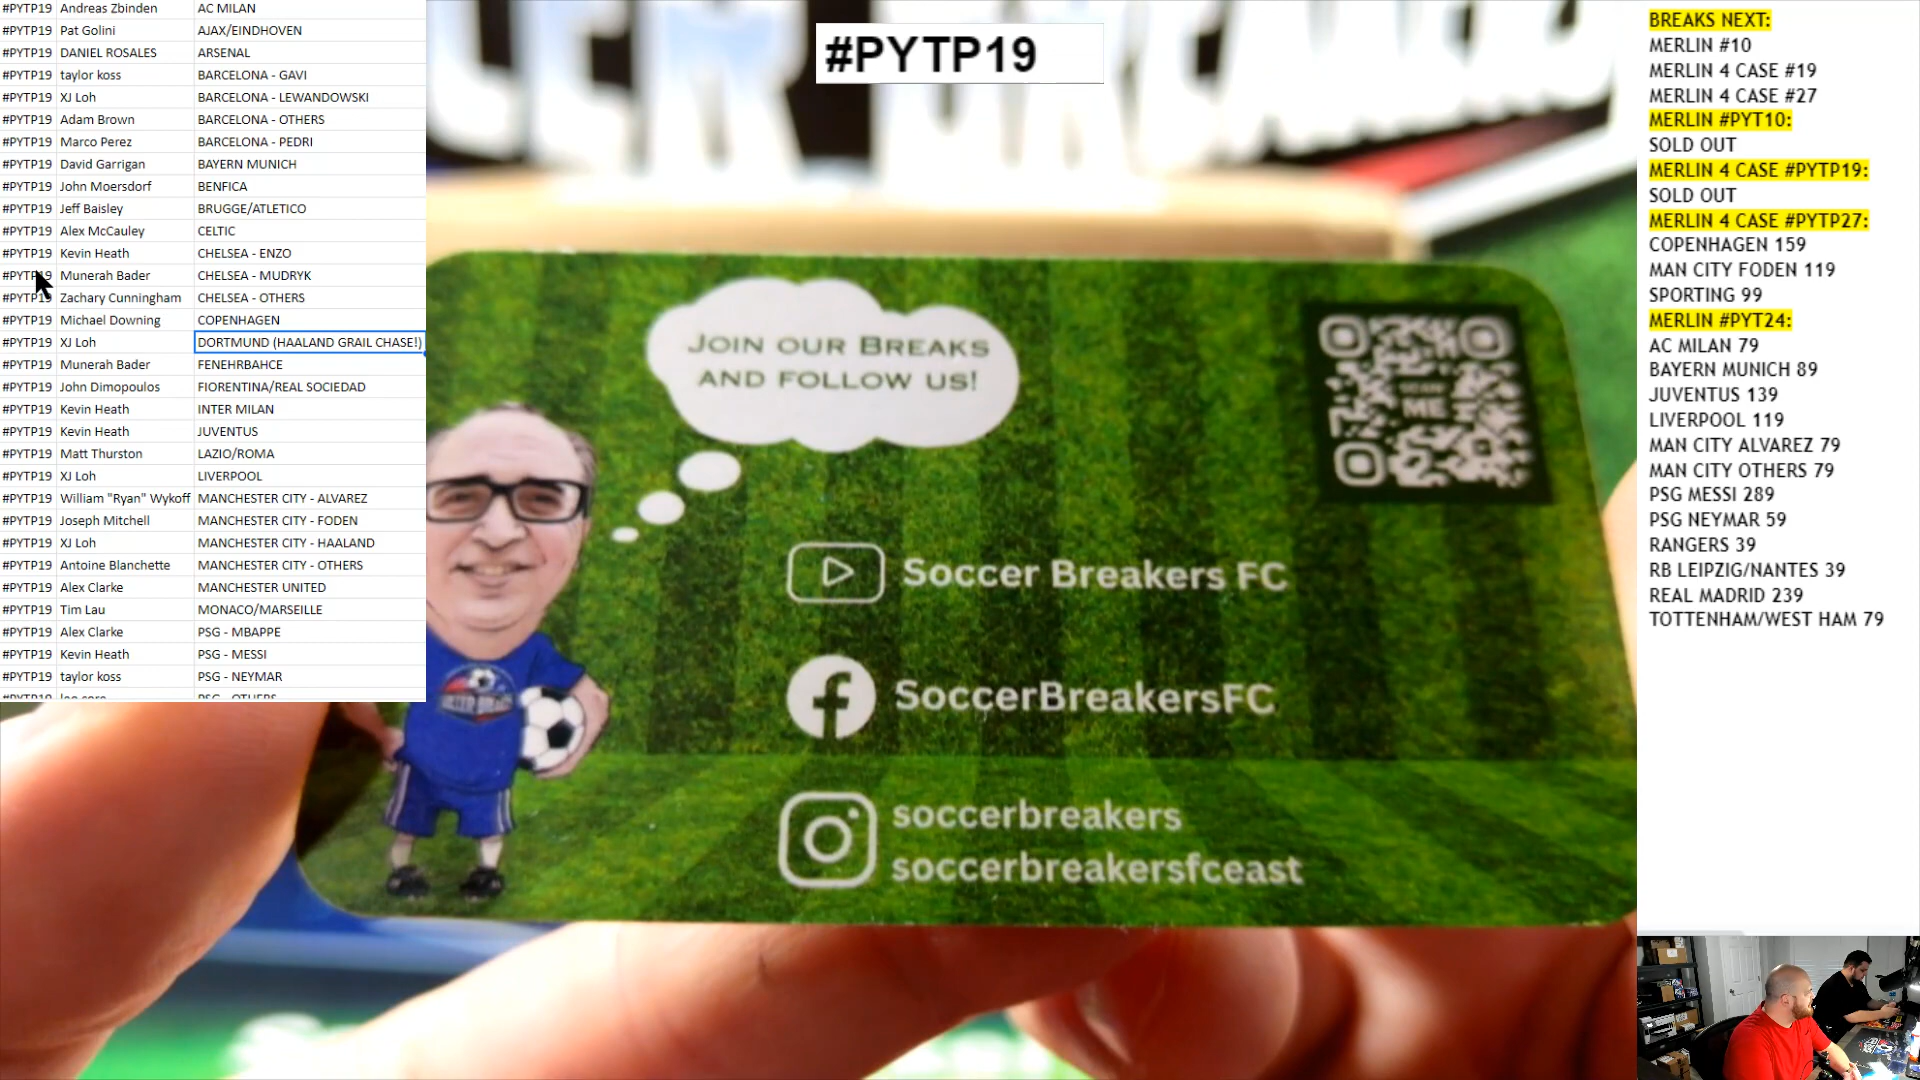 #PYTP19 Andreas Zbinden AC MILAN
#PYTP19 Pat Golini AJAX/EINDHOVEN
#PYTP19 DANIEL ROSALES ARSENAL
#PYTP19 taylor koss BARCELONA - GAVI
#PYTP19 XJ Loh BARCELONA - LEWANDOWSKI
#PYTP19 Adam Brown BARCELONA - OTHERS
#PYTP19 Marco Perez BARCELONA - PEDRI
#PYTP19 David Garrigan BAYERN MUNICH
#PYTP19 John Moersdorf BENFICA
#PYTP19 Jeff Baisley BRUGGE/ATLETICO
#PYTP19 Alex McCauley CELTIC
#PYTP19 Kevin Heath CHELSEA - ENZO
#PYTP19 Munerah Bader CHELSEA - MUDRYK
#PYTP19 Zachary Cunningham CHELSEA - OTHERS
#PYTP19 Michael Downing COPENHAGEN
#PYTP19 XJ Loh DORTMUND (HAALAND GRAIL CHASE!)
#PYTP19 Munerah Bader FENEHRBAHCE
#PYTP19 John Dimopoulos FIORENTINA/REAL SOCIEDAD
#PYTP19 Kevin Heath INTER MILAN
#PYTP19 Kevin Heath JUVENTUS
#PYTP19 Matt Thurston LAZIO/ROMA
#PYTP19 XJ Loh LIVERPOOL
#PYTP19 William "Ryan" Wykoff MANCHESTER CITY - ALVAREZ
#PYTP19 Joseph Mitchell MANCHESTER CITY - FODEN
#PYTP19 XJ Loh MANCHESTER CITY - HAALAND
#PYTP19 Antoine Blanchette MANCHESTER CITY - OTHERS
#PYTP19 Alex Clarke MANCHESTER UNITED
#PYTP19 Tim Lau MONACO/MARSEILLE
#PYTP19 Alex Clarke PSG - MBAPPE
#PYTP19 Kevin Heath PSG - MESSI
#PYTP19 taylor koss PSG - NEYMAR
#PYTP19
JOIN OUR BREAKS
AND FOLLOW US!
SCAN
ME
Soccer Breakers FC
SoccerBreakersFC
soccerbreakers
soccerbreakersfceast
BREAKS NEXT:
MERLIN #10
MERLIN 4 CASE #19
MERLIN 4 CASE #27
MERLIN #PYT10:
SOLD OUT
MERLIN 4 CASE #PYTP19:
SOLD OUT
MERLIN 4 CASE #PYTP27:
COPENHAGEN 159
MAN CITY FODEN 119
SPORTING 99
MERLIN #PYT24:
AC MILAN 79
BAYERN MUNICH 89
JUVENTUS 139
LIVERPOOL 119
MAN CITY ALVAREZ 79
MAN CITY OTHERS 79
PSG MESSI 289
PSG NEYMAR 59
RANGERS 39
RB LEIPZIG/NANTES 39
REAL MADRID 239
TOTTENHAM/WEST HAM 79